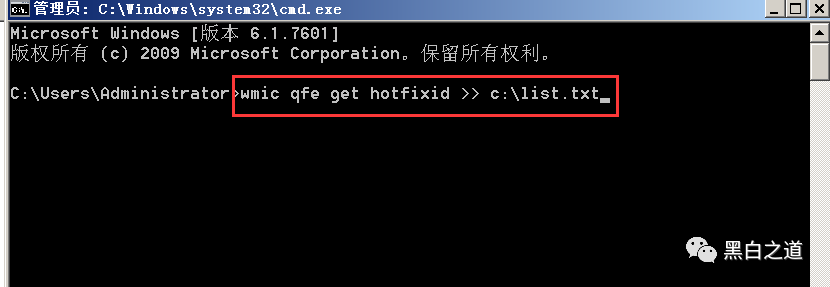 管理员: C:\Windows\system32\cmd.exe
Microsoft Windows [版本 6.1.7601]
版权所有 (c) 2009 Microsoft Corporation。保留所有权利。
C:\Users\Administrator>wmic qfe get hotfixid >> c:\list.txt_
黑白之道